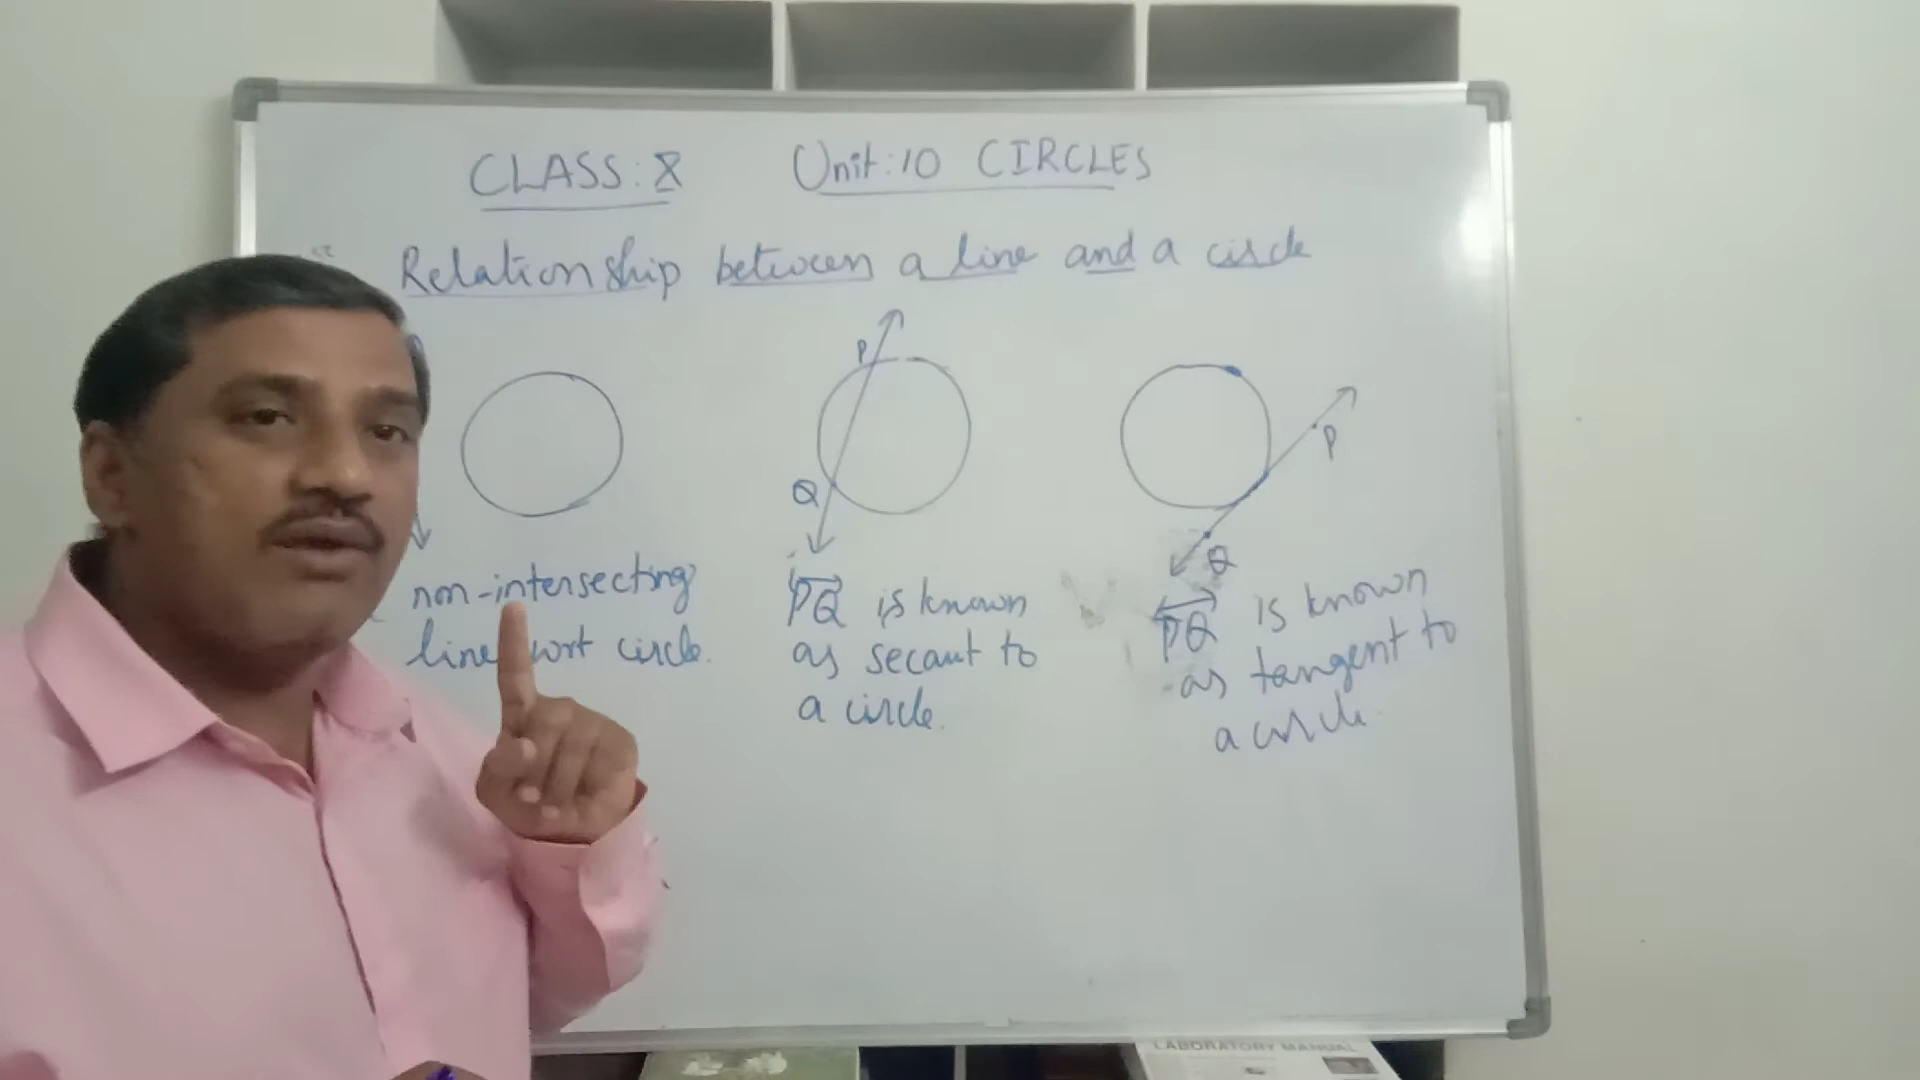 CLASS: X Unit: 10 CIRCLES
Relationship between a line and a circle
P
P
Q
Q
non-intersecting
line wrt circle.
PQ is known
as secant to
a circle.
PQ is known
as tangent to
a circle.
LABORATORY MANUAL